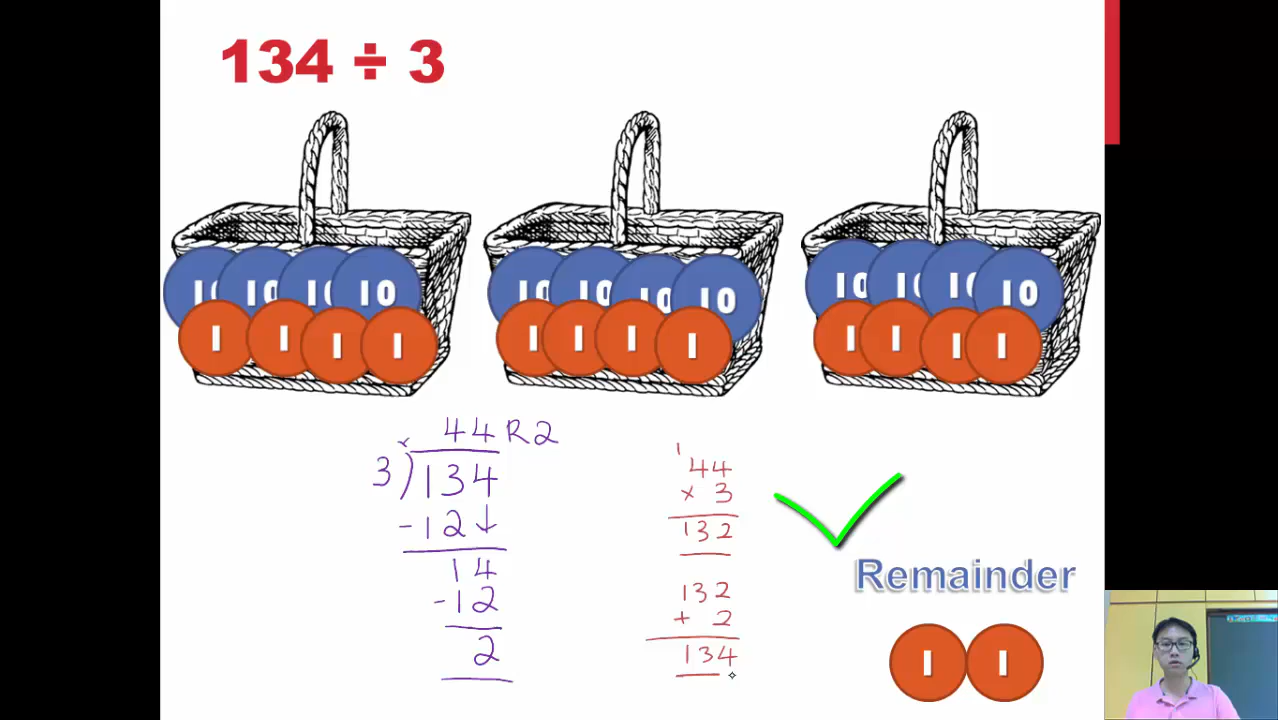 134 ÷ 3
10 10 10 10 10 10 10 10 10 10 10 10
1 1 1 1 1 1 1 1 1 1 1 1
44 R2
3 ) 134
-12 ↓
14
-12
2
1
44
x 3
132
132
+ 2
134
Remainder
1 1